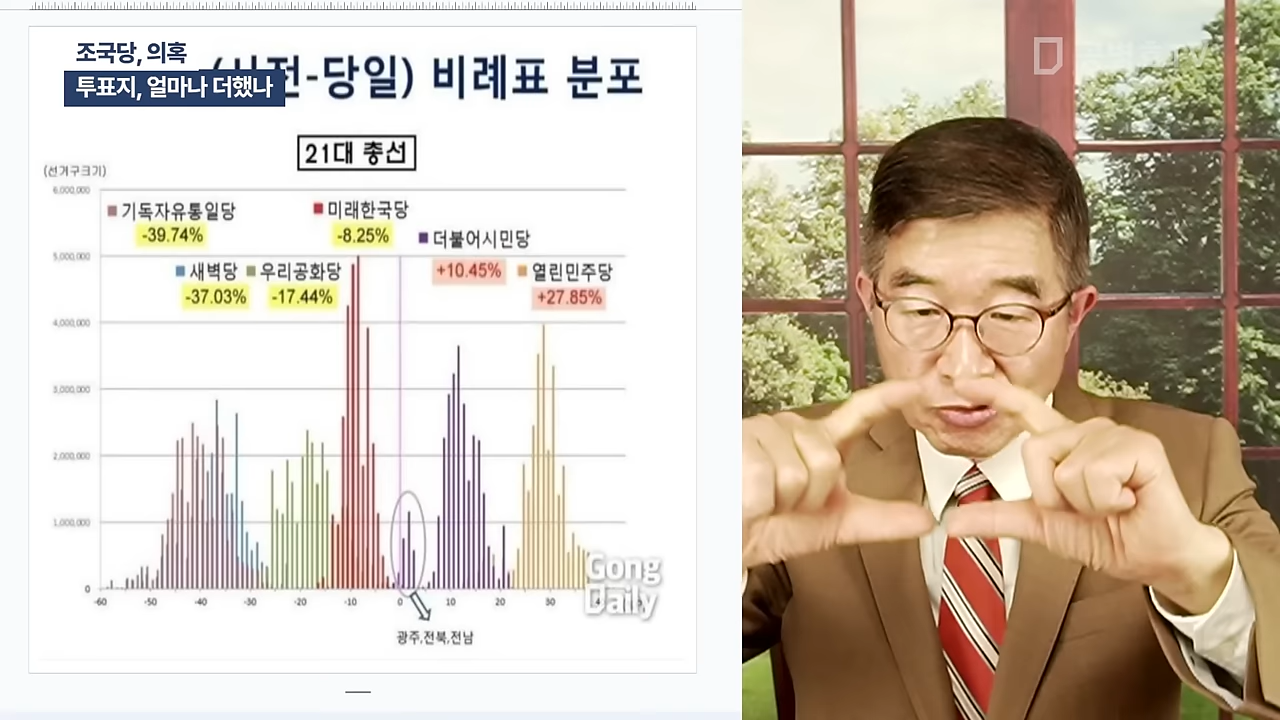 조국당, 의혹
투표지, 얼마나 더했나
전-당일) 비례표 분포
21대 총선
(선거구크기)
6,000,000
기독자유통일당
-39.74%
미래한국당
-8.25%
더불어시민당
+10.45%
5,000,000
새벽당
-37.03%
우리공화당
-17.44%
열린민주당
+27.85%
4,000,000
3,000,000
2,000,000
1,000,000
0
-60 -50 -40 -30 -20 -10 0 10 20 30
광주,전북,전남
Gong
Daily